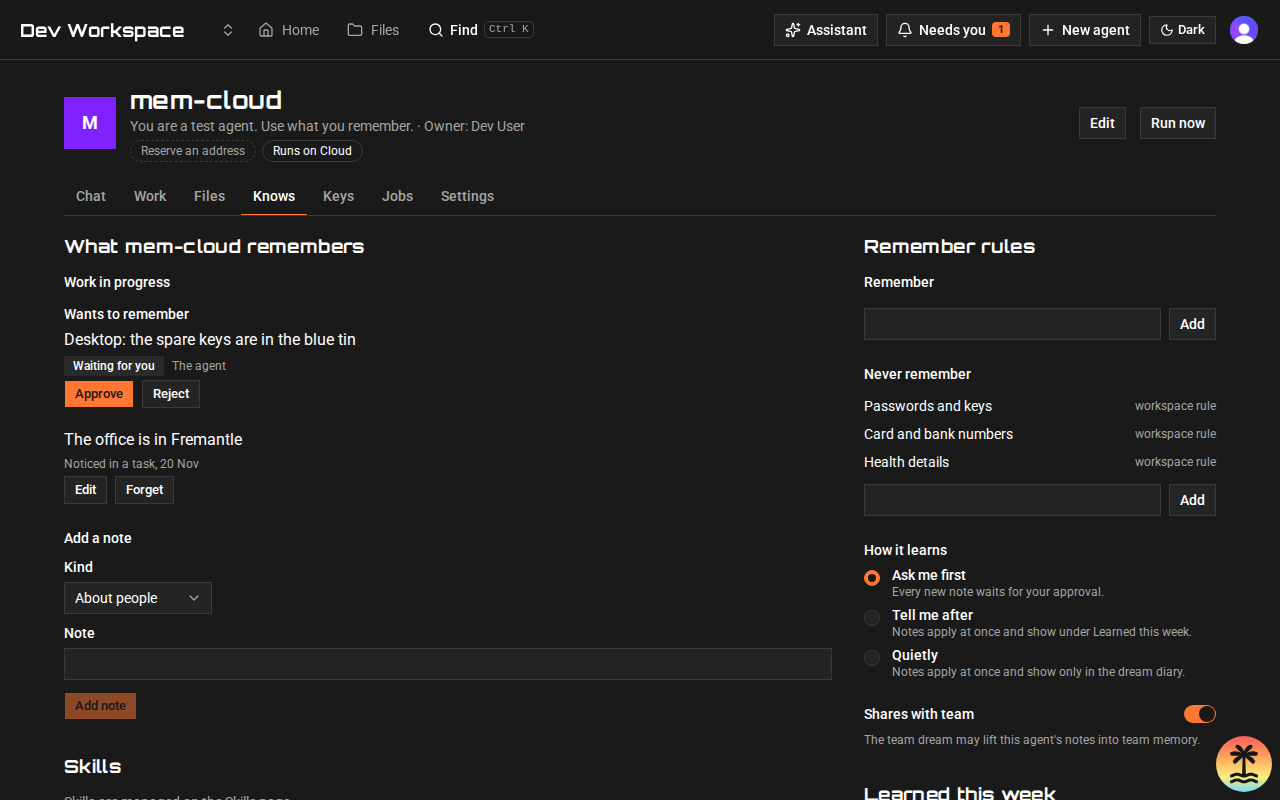 Dev Workspace
Home
Files
Find Ctrl K
Assistant
Needs you 1
New agent
Dark
M
mem-cloud
You are a test agent. Use what you remember. · Owner: Dev User
Reserve an address
Runs on Cloud
Edit
Run now
Chat
Work
Files
Knows
Keys
Jobs
Settings
What mem-cloud remembers
Work in progress
Wants to remember
Desktop: the spare keys are in the blue tin
Waiting for you
The agent
Approve
Reject
The office is in Fremantle
Noticed in a task, 20 Nov
Edit
Forget
Add a note
Kind
About people
Note
Add note
Skills
Skills are managed on the Skills page
Remember rules
Remember
Add
Never remember
Passwords and keys workspace rule
Card and bank numbers workspace rule
Health details workspace rule
Add
How it learns
Ask me first
Every new note waits for your approval.
Tell me after
Notes apply at once and show under Learned this week.
Quietly
Notes apply at once and show only in the dream diary.
Shares with team
The team dream may lift this agent's notes into team memory.
Learned this week